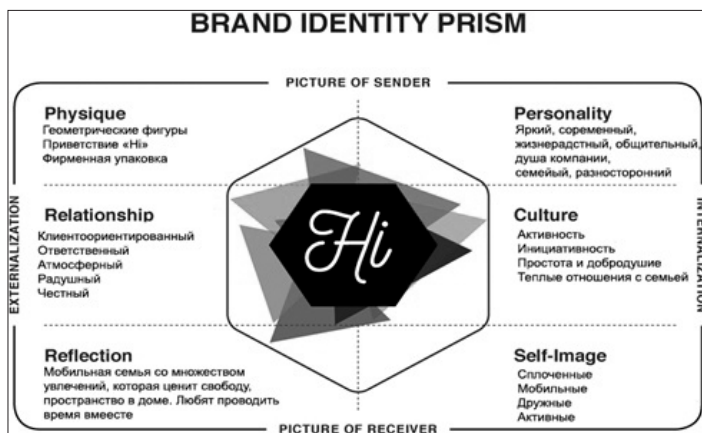 BRAND IDENTITY PRISM
PICTURE OF SENDER
Physique
Геометрические фигуры
Приветствие «Hi»
Фирменная упаковка
Personality
Яркий, соременный,
жизнерадстный, общительный,
душа компании,
семейый, разносторонний
EXTERNALIZATION
Relationship
Клиентоориентированный
Ответственный
Атмосферный
Радушный
Честный
Hi
Culture
Активность
Инициативность
Простота и добродушие
Теплые отношения с семьей
INTERNALIZATION
Reflection
Мобильная семья со множеством
увлечений, которая ценит свободу,
пространство в доме. Любят проводить
время вмеесте
Self-Image
Сплоченные
Мобильные
Дружные
Активные
PICTURE OF RECEIVER